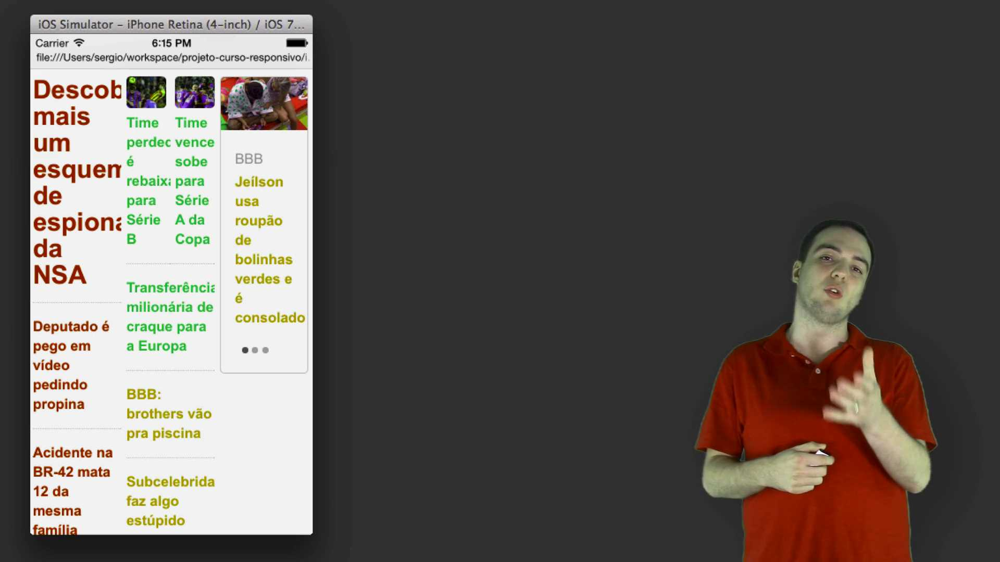 iOS Simulator – iPhone Retina (4-inch) / iOS 7...
Carrier 6:15 PM
file:///Users/sergio/workspace/projeto-curso-responsivo/i
Descob
mais
um
esquem
de
espiona
da
NSA
Deputado é
pego em
vídeo
pedindo
propina
Acidente na
BR-42 mata
12 da
mesma
família
Time
perdec
é
rebaixa
para
Série
B
Time
vence
sobe
para
Série
A da
Copa
Transferência
milionária de
craque para
a Europa
BBB:
brothers vão
pra piscina
Subcelebrida
faz algo
estúpido
BBB
Jeílson
usa
roupão
de
bolinhas
verdes e
é
consolado